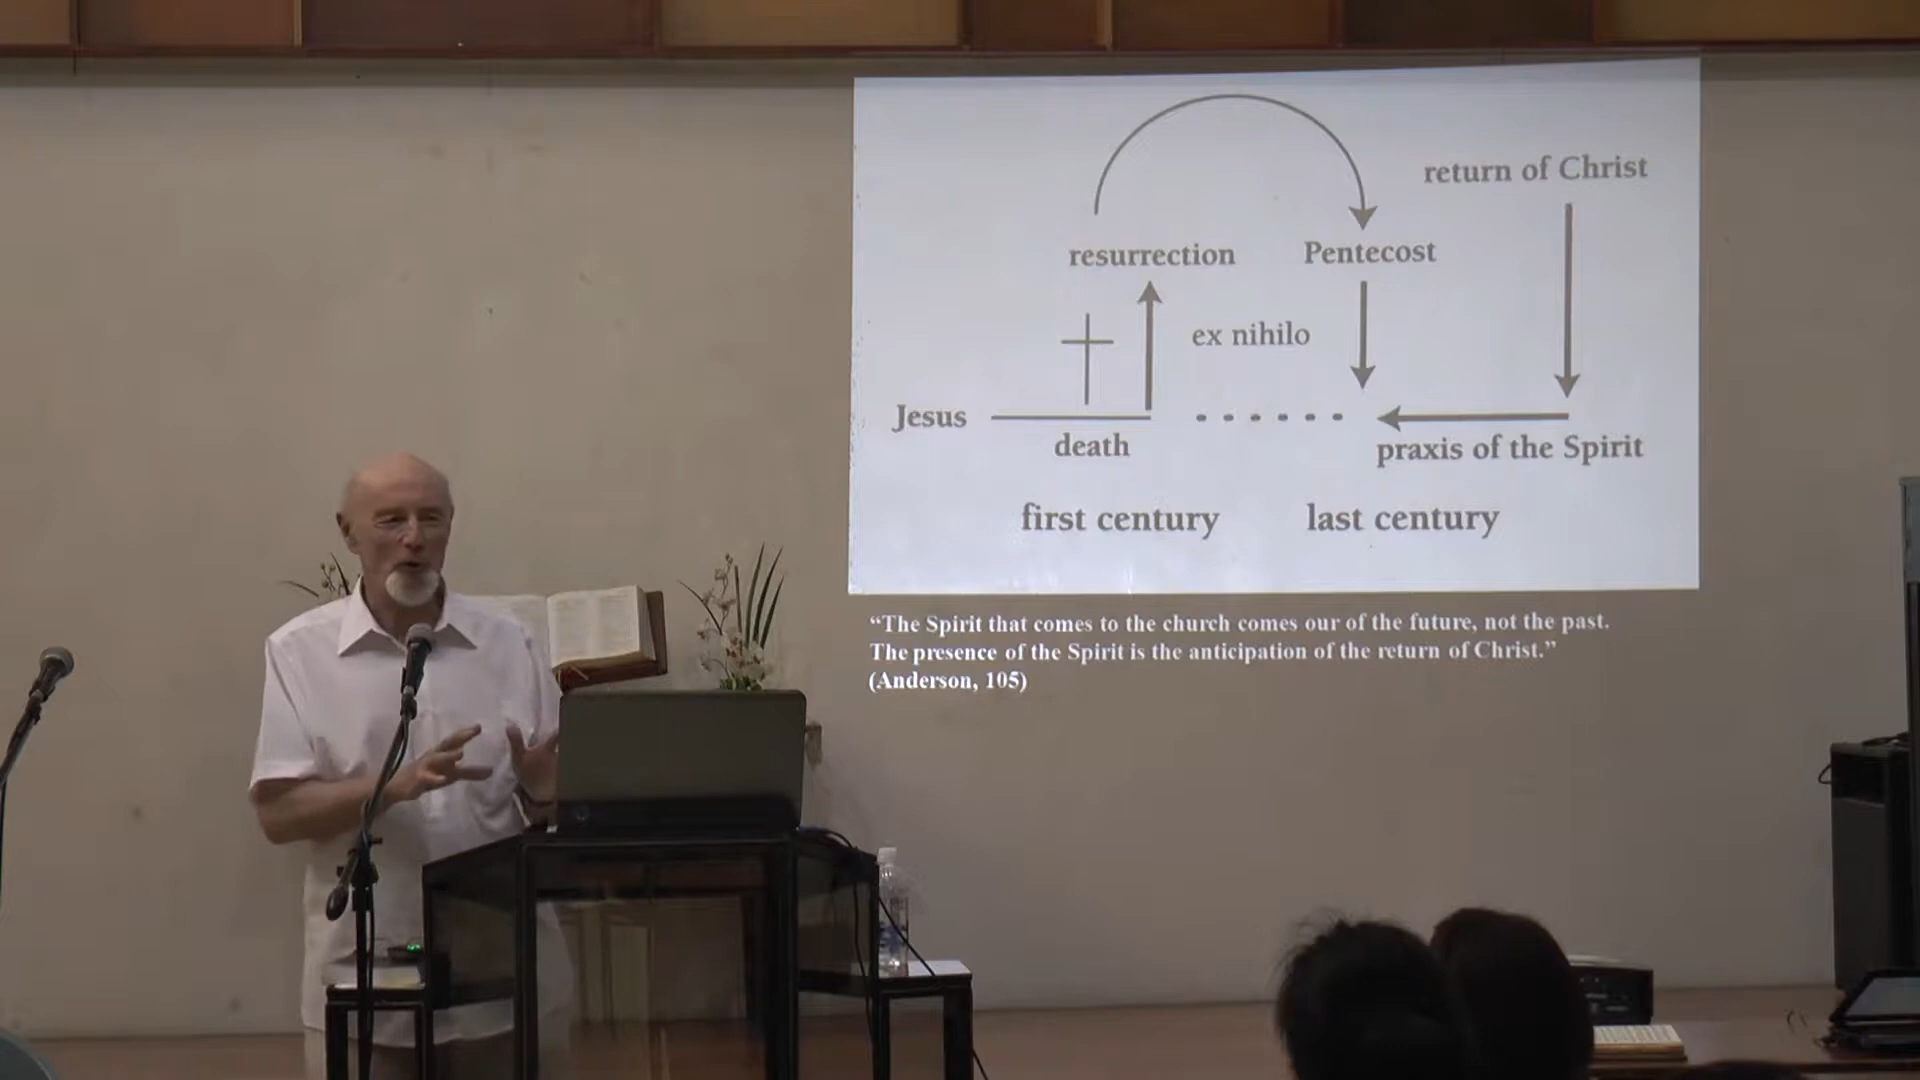 return of Christ
resurrection
Pentecost
ex nihilo
Jesus
death
praxis of the Spirit
first century
last century
“The Spirit that comes to the church comes our of the future, not the past.
The presence of the Spirit is the anticipation of the return of Christ.”
(Anderson, 105)